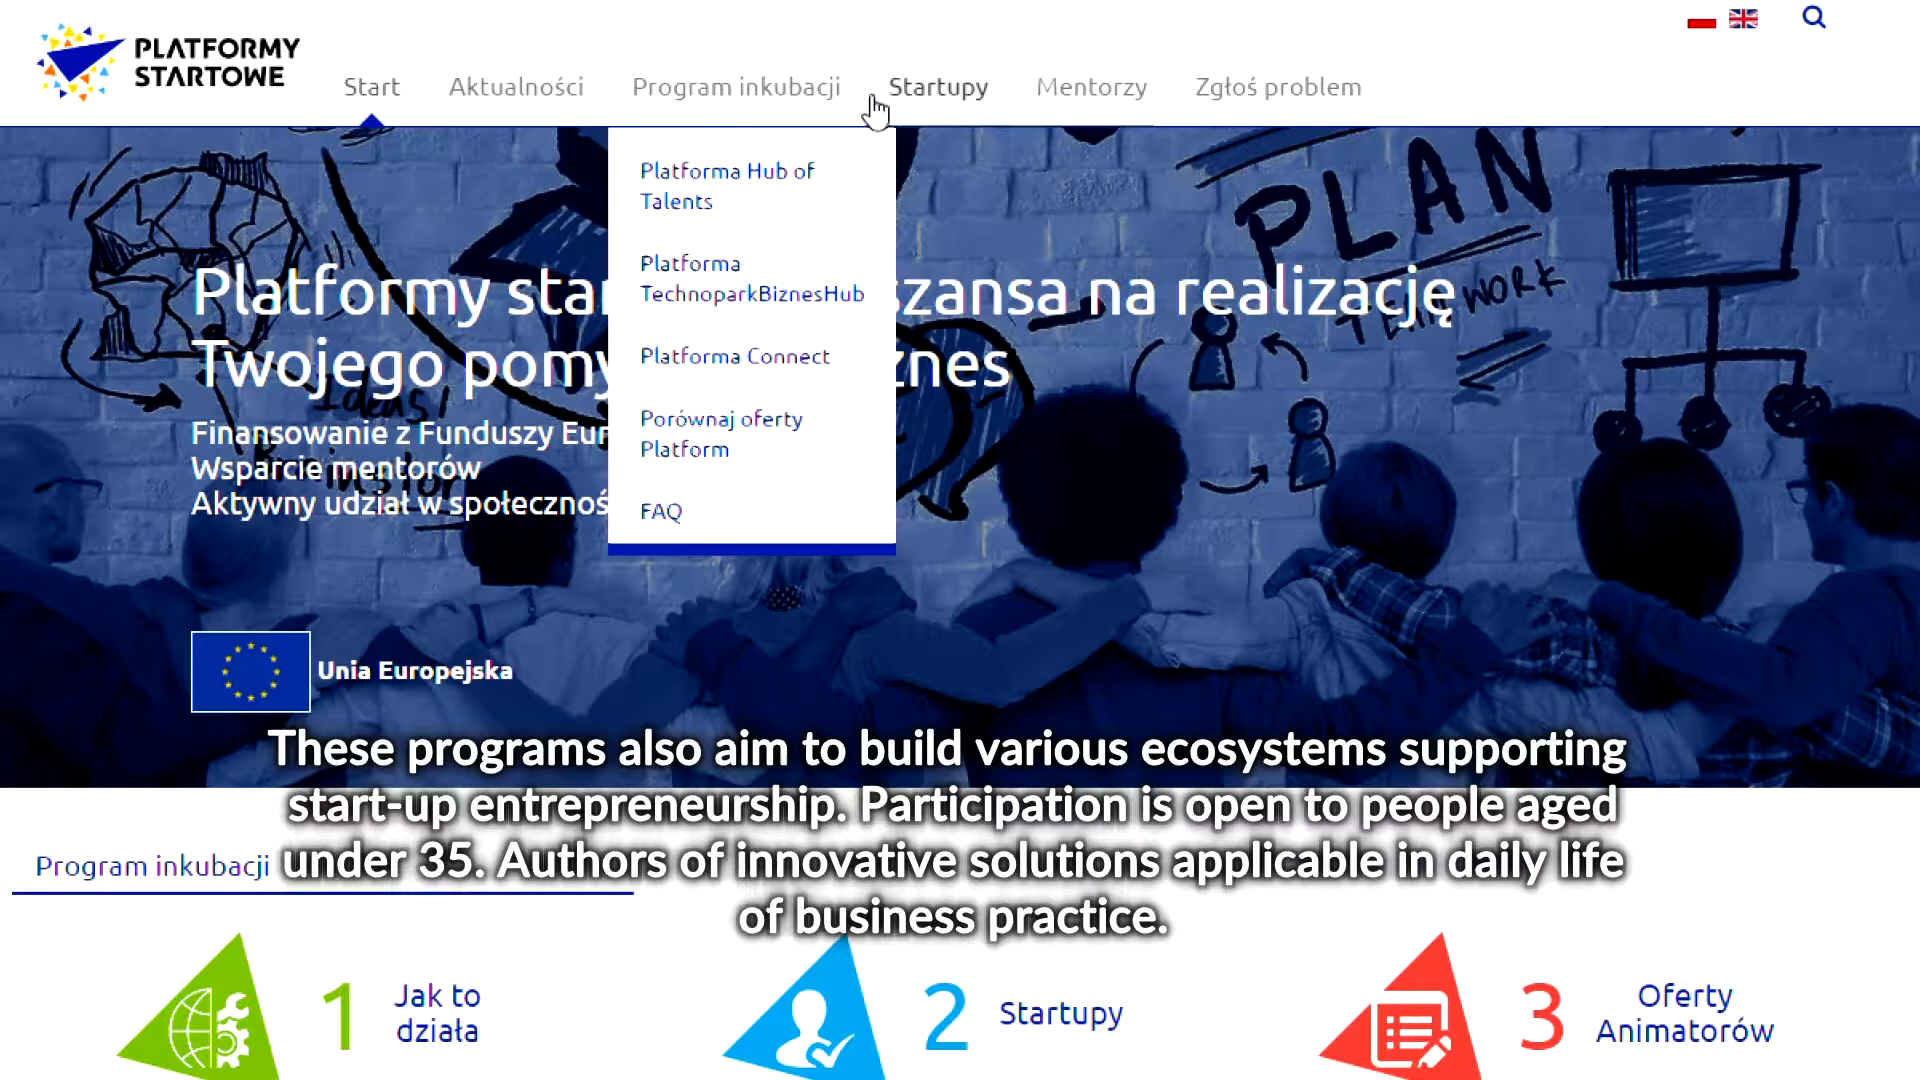 PLATFORMY
STARTOWE
Start
Aktualności
Program inkubacji
Startupy
Mentorzy
Zgłoś problem
Platforma Hub of
Talents
Platforma
TechnoparkBiznesHub
Platforma Connect
Porównaj oferty
Platform
FAQ
PLAN
TEAMWORK
Ideas!
Platformy sta szansa na realizację
Twojego pomy znes
Finansowanie z Funduszy Eur
Wsparcie mentorów
Aktywny udział w społecznoś
Unia Europejska
These programs also aim to build various ecosystems supporting
start-up entrepreneurship. Participation is open to people aged
under 35. Authors of innovative solutions applicable in daily life
of business practice.
Program inkubacji
1 Jak to
działa
2 Startupy
3 Oferty
Animatorów